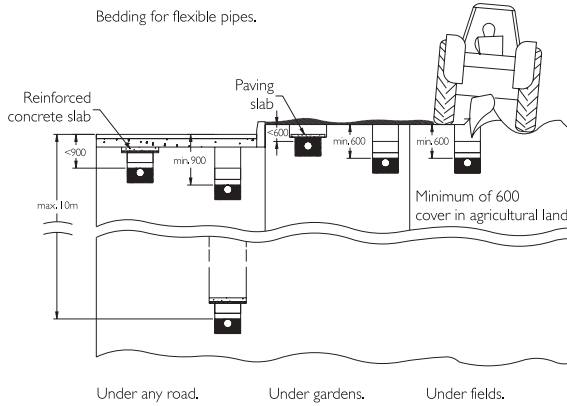 Bedding for flexible pipes.
Reinforced
concrete slab
Paving
slab
<900
min.900
<600
min.600
min.600
max.10m
Minimum of 600
cover in agricultural land
Under any road.
Under gardens.
Under fields.